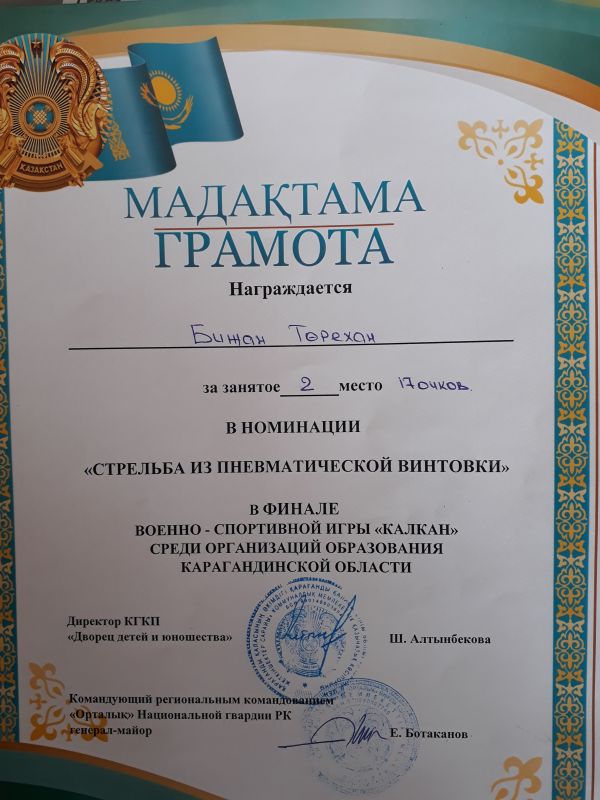 ҚАЗАҚСТАН
МАДАҚТАМА
ГРАМОТА
Награждается
Бижан Төрехан
за занятое 2 место 17 очков.
В НОМИНАЦИИ
«СТРЕЛЬБА ИЗ ПНЕВМАТИЧЕСКОЙ ВИНТОВКИ»
В ФИНАЛЕ
ВОЕННО - СПОРТИВНОЙ ИГРЫ «КАЛКАН»
СРЕДИ ОРГАНИЗАЦИЙ ОБРАЗОВАНИЯ
КАРАГАНДИНСКОЙ ОБЛАСТИ
Директор КГКП
«Дворец детей и юношества» Ш. Алтынбекова
Командующий региональным командованием
«Орталық» Национальной гвардии РК
генерал-майор Е. Ботаканов